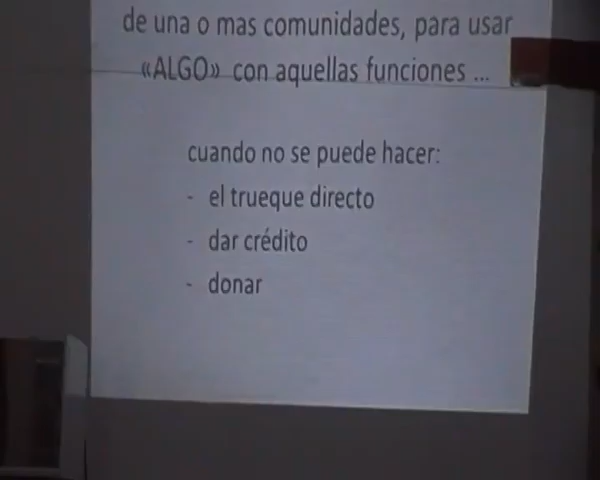 de una o mas comunidades, para usar
«ALGO» con aquellas funciones ...
cuando no se puede hacer:
- el trueque directo
- dar crédito
- donar